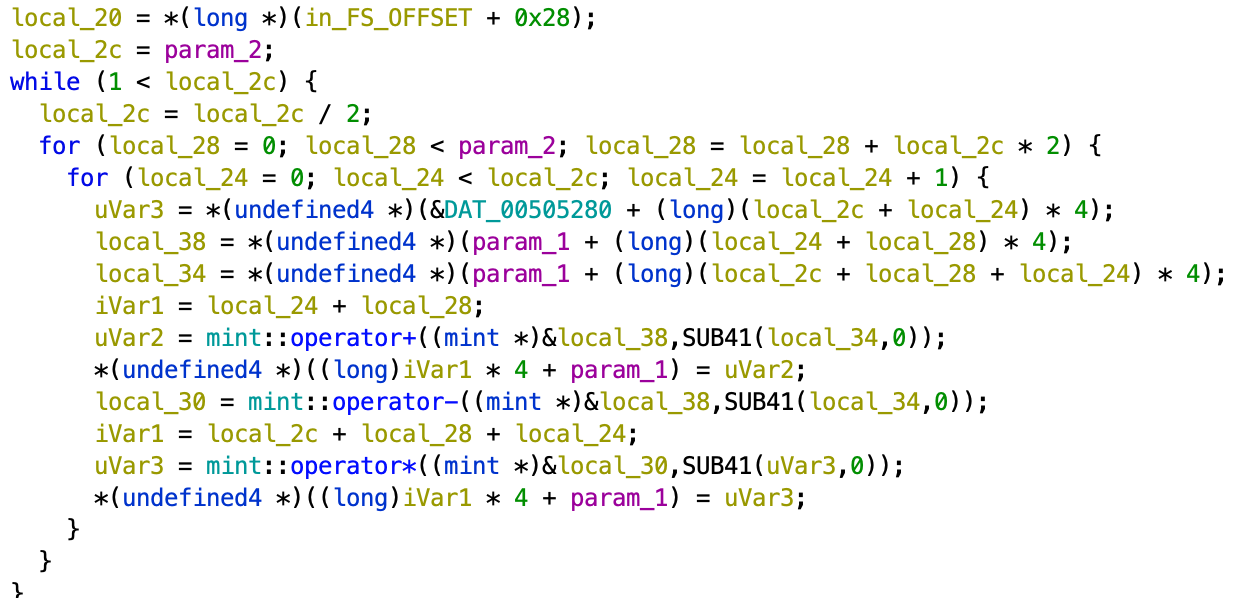 local_20 = *(long *)(in_FS_OFFSET + 0x28);
local_2c = param_2;
while (1 < local_2c) {
  local_2c = local_2c / 2;
  for (local_28 = 0; local_28 < param_2; local_28 = local_28 + local_2c * 2) {
    for (local_24 = 0; local_24 < local_2c; local_24 = local_24 + 1) {
      uVar3 = *(undefined4 *)(&DAT_00505280 + (long)(local_2c + local_24) * 4);
      local_38 = *(undefined4 *)(param_1 + (long)(local_24 + local_28) * 4);
      local_34 = *(undefined4 *)(param_1 + (long)(local_2c + local_28 + local_24) * 4);
      iVar1 = local_24 + local_28;
      uVar2 = mint::operator+((mint *)&local_38,SUB41(local_34,0));
      *(undefined4 *)((long)iVar1 * 4 + param_1) = uVar2;
      local_30 = mint::operator-((mint *)&local_38,SUB41(local_34,0));
      iVar1 = local_2c + local_28 + local_24;
      uVar3 = mint::operator*((mint *)&local_30,SUB41(uVar3,0));
      *(undefined4 *)((long)iVar1 * 4 + param_1) = uVar3;
    }
  }
}